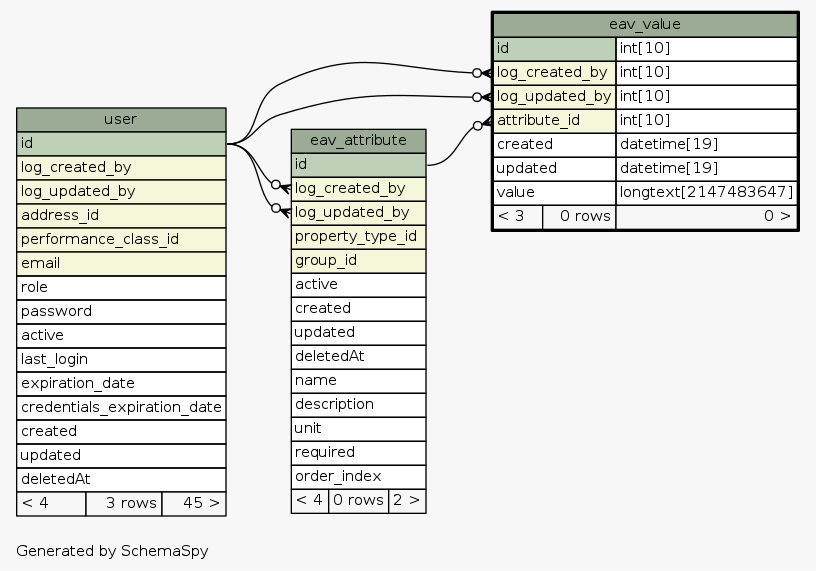 eav_value
id int[10]
log_created_by int[10]
log_updated_by int[10]
attribute_id int[10]
created datetime[19]
updated datetime[19]
value longtext[2147483647]
< 3 0 rows 0 >
user
id
log_created_by
log_updated_by
address_id
performance_class_id
email
role
password
active
last_login
expiration_date
credentials_expiration_date
created
updated
deletedAt
< 4 3 rows 45 >
eav_attribute
id
log_created_by
log_updated_by
property_type_id
group_id
active
created
updated
deletedAt
name
description
unit
required
order_index
< 4 0 rows 2 >
Generated by SchemaSpy